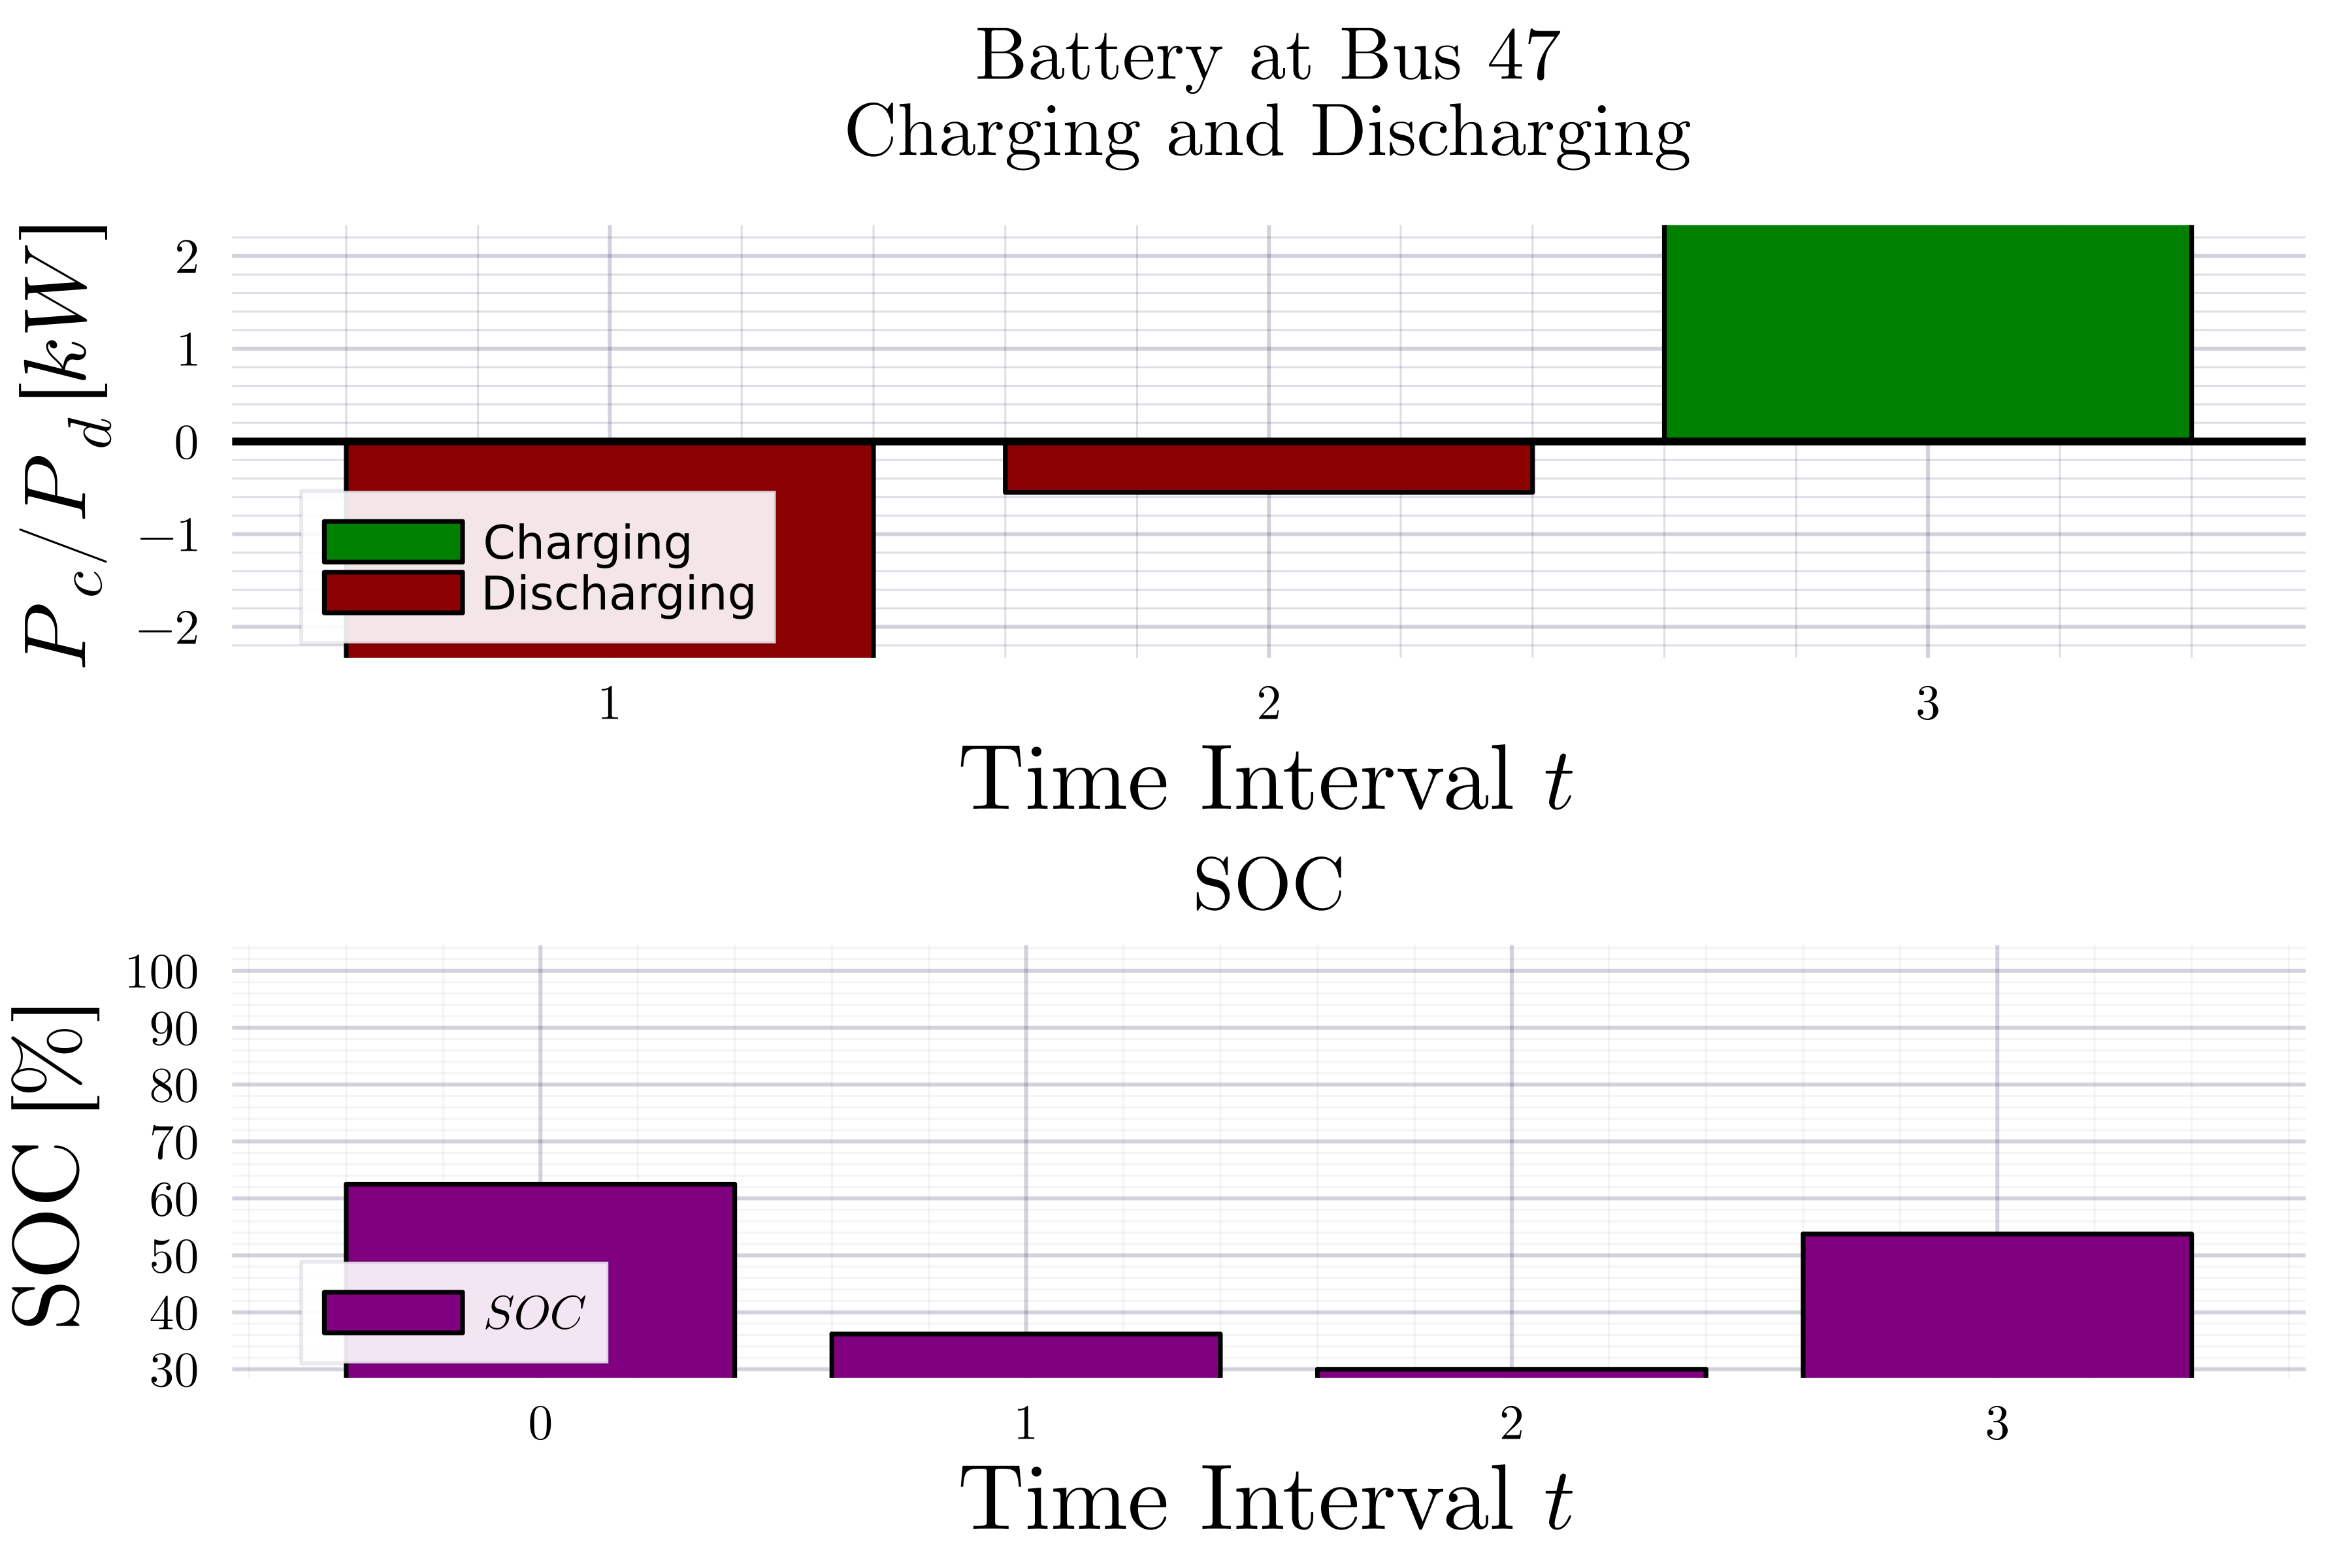 Battery at Bus 47
Charging and Discharging
P_c/P_d [kW]
2
1
0
−1
−2
Charging
Discharging
1 2 3
Time Interval t
SOC
SOC [%]
100
90
80
70
60
50
40
30
SOC
0 1 2 3
Time Interval t